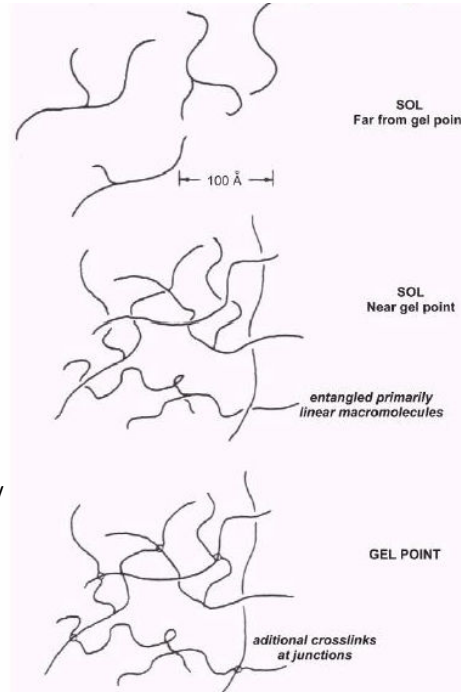 SOL
Far from gel poin
100 Å
SOL
Near gel point
entangled primarily
linear macromolecules
y
GEL POINT
aditional crosslinks
at junctions